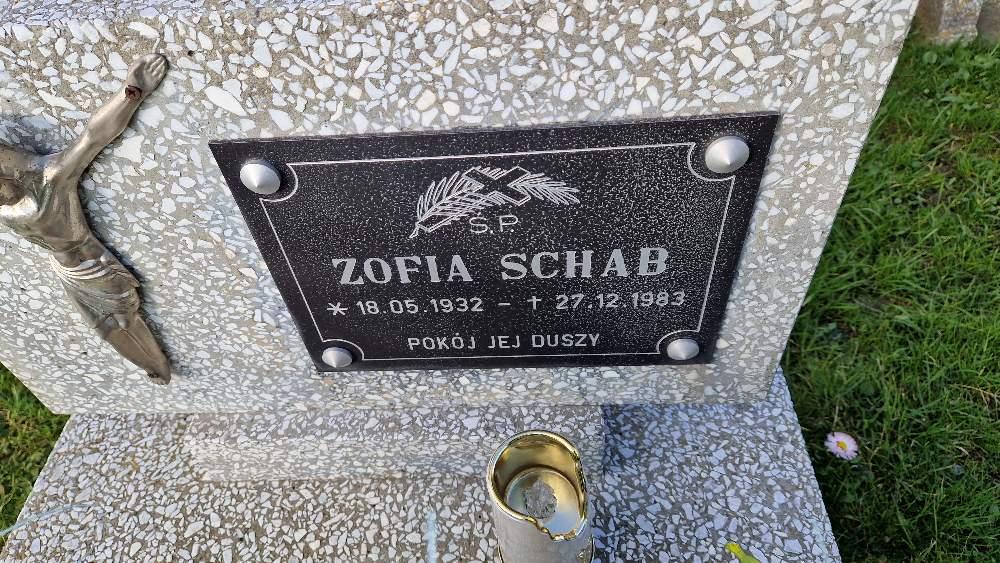 S.P.
ZOFIA SCHAB
* 18.05.1932 - † 27.12.1983
POKÓJ JEJ DUSZY